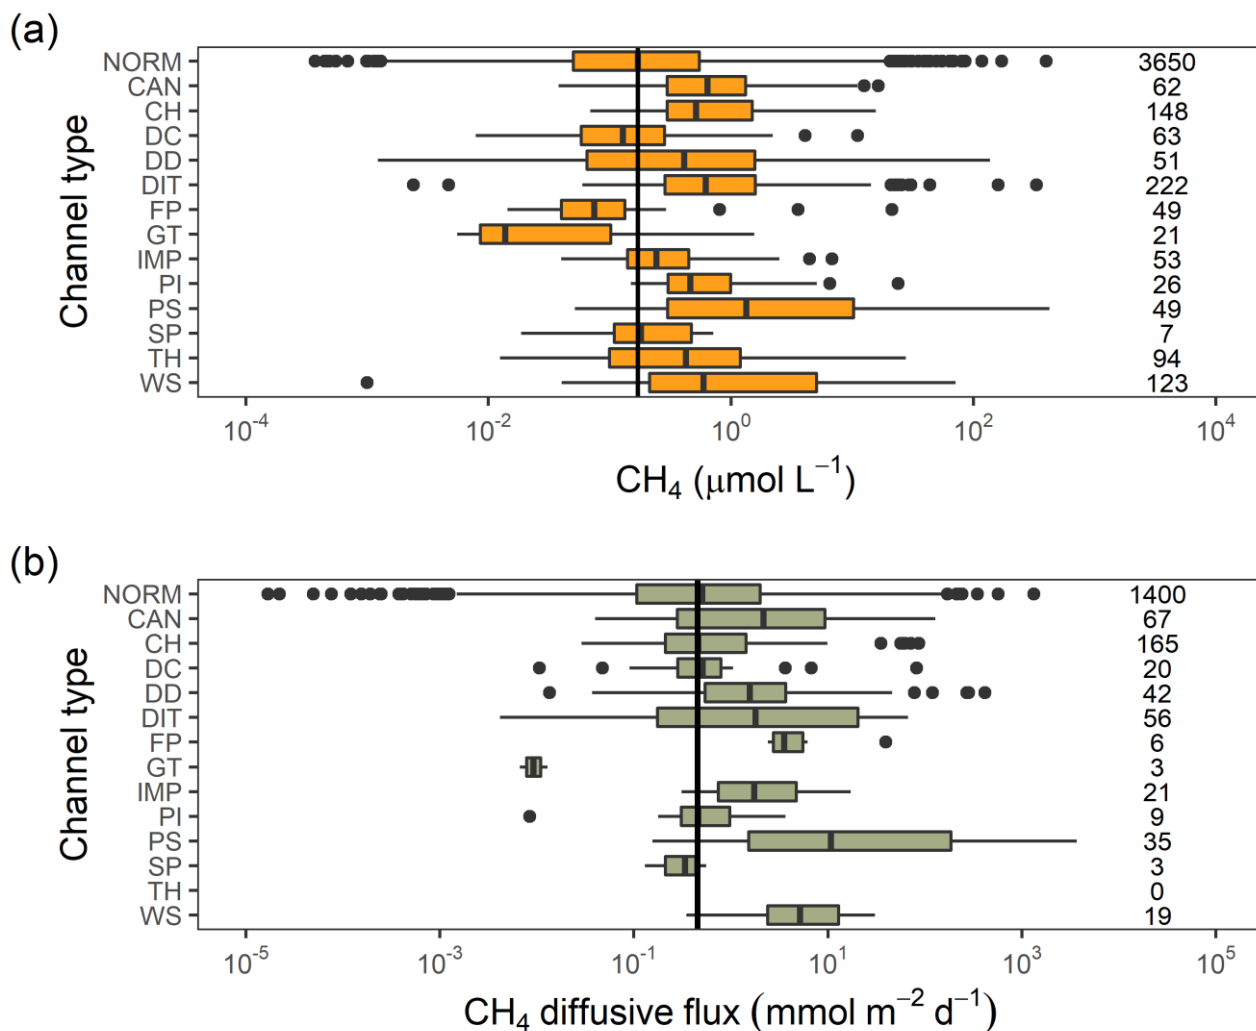 (a)
Channel type
NORM 3650
CAN 62
CH 148
DC 63
DD 51
DIT 222
FP 49
GT 21
IMP 53
PI 26
PS 49
SP 7
TH 94
WS 123
10⁻⁴ 10⁻² 10⁰ 10² 10⁴
CH₄ (μmol L⁻¹)
(b)
Channel type
NORM 1400
CAN 67
CH 165
DC 20
DD 42
DIT 56
FP 6
GT 3
IMP 21
PI 9
PS 35
SP 3
TH 0
WS 19
10⁻⁵ 10⁻³ 10⁻¹ 10¹ 10³ 10⁵
CH₄ diffusive flux (mmol m⁻² d⁻¹)